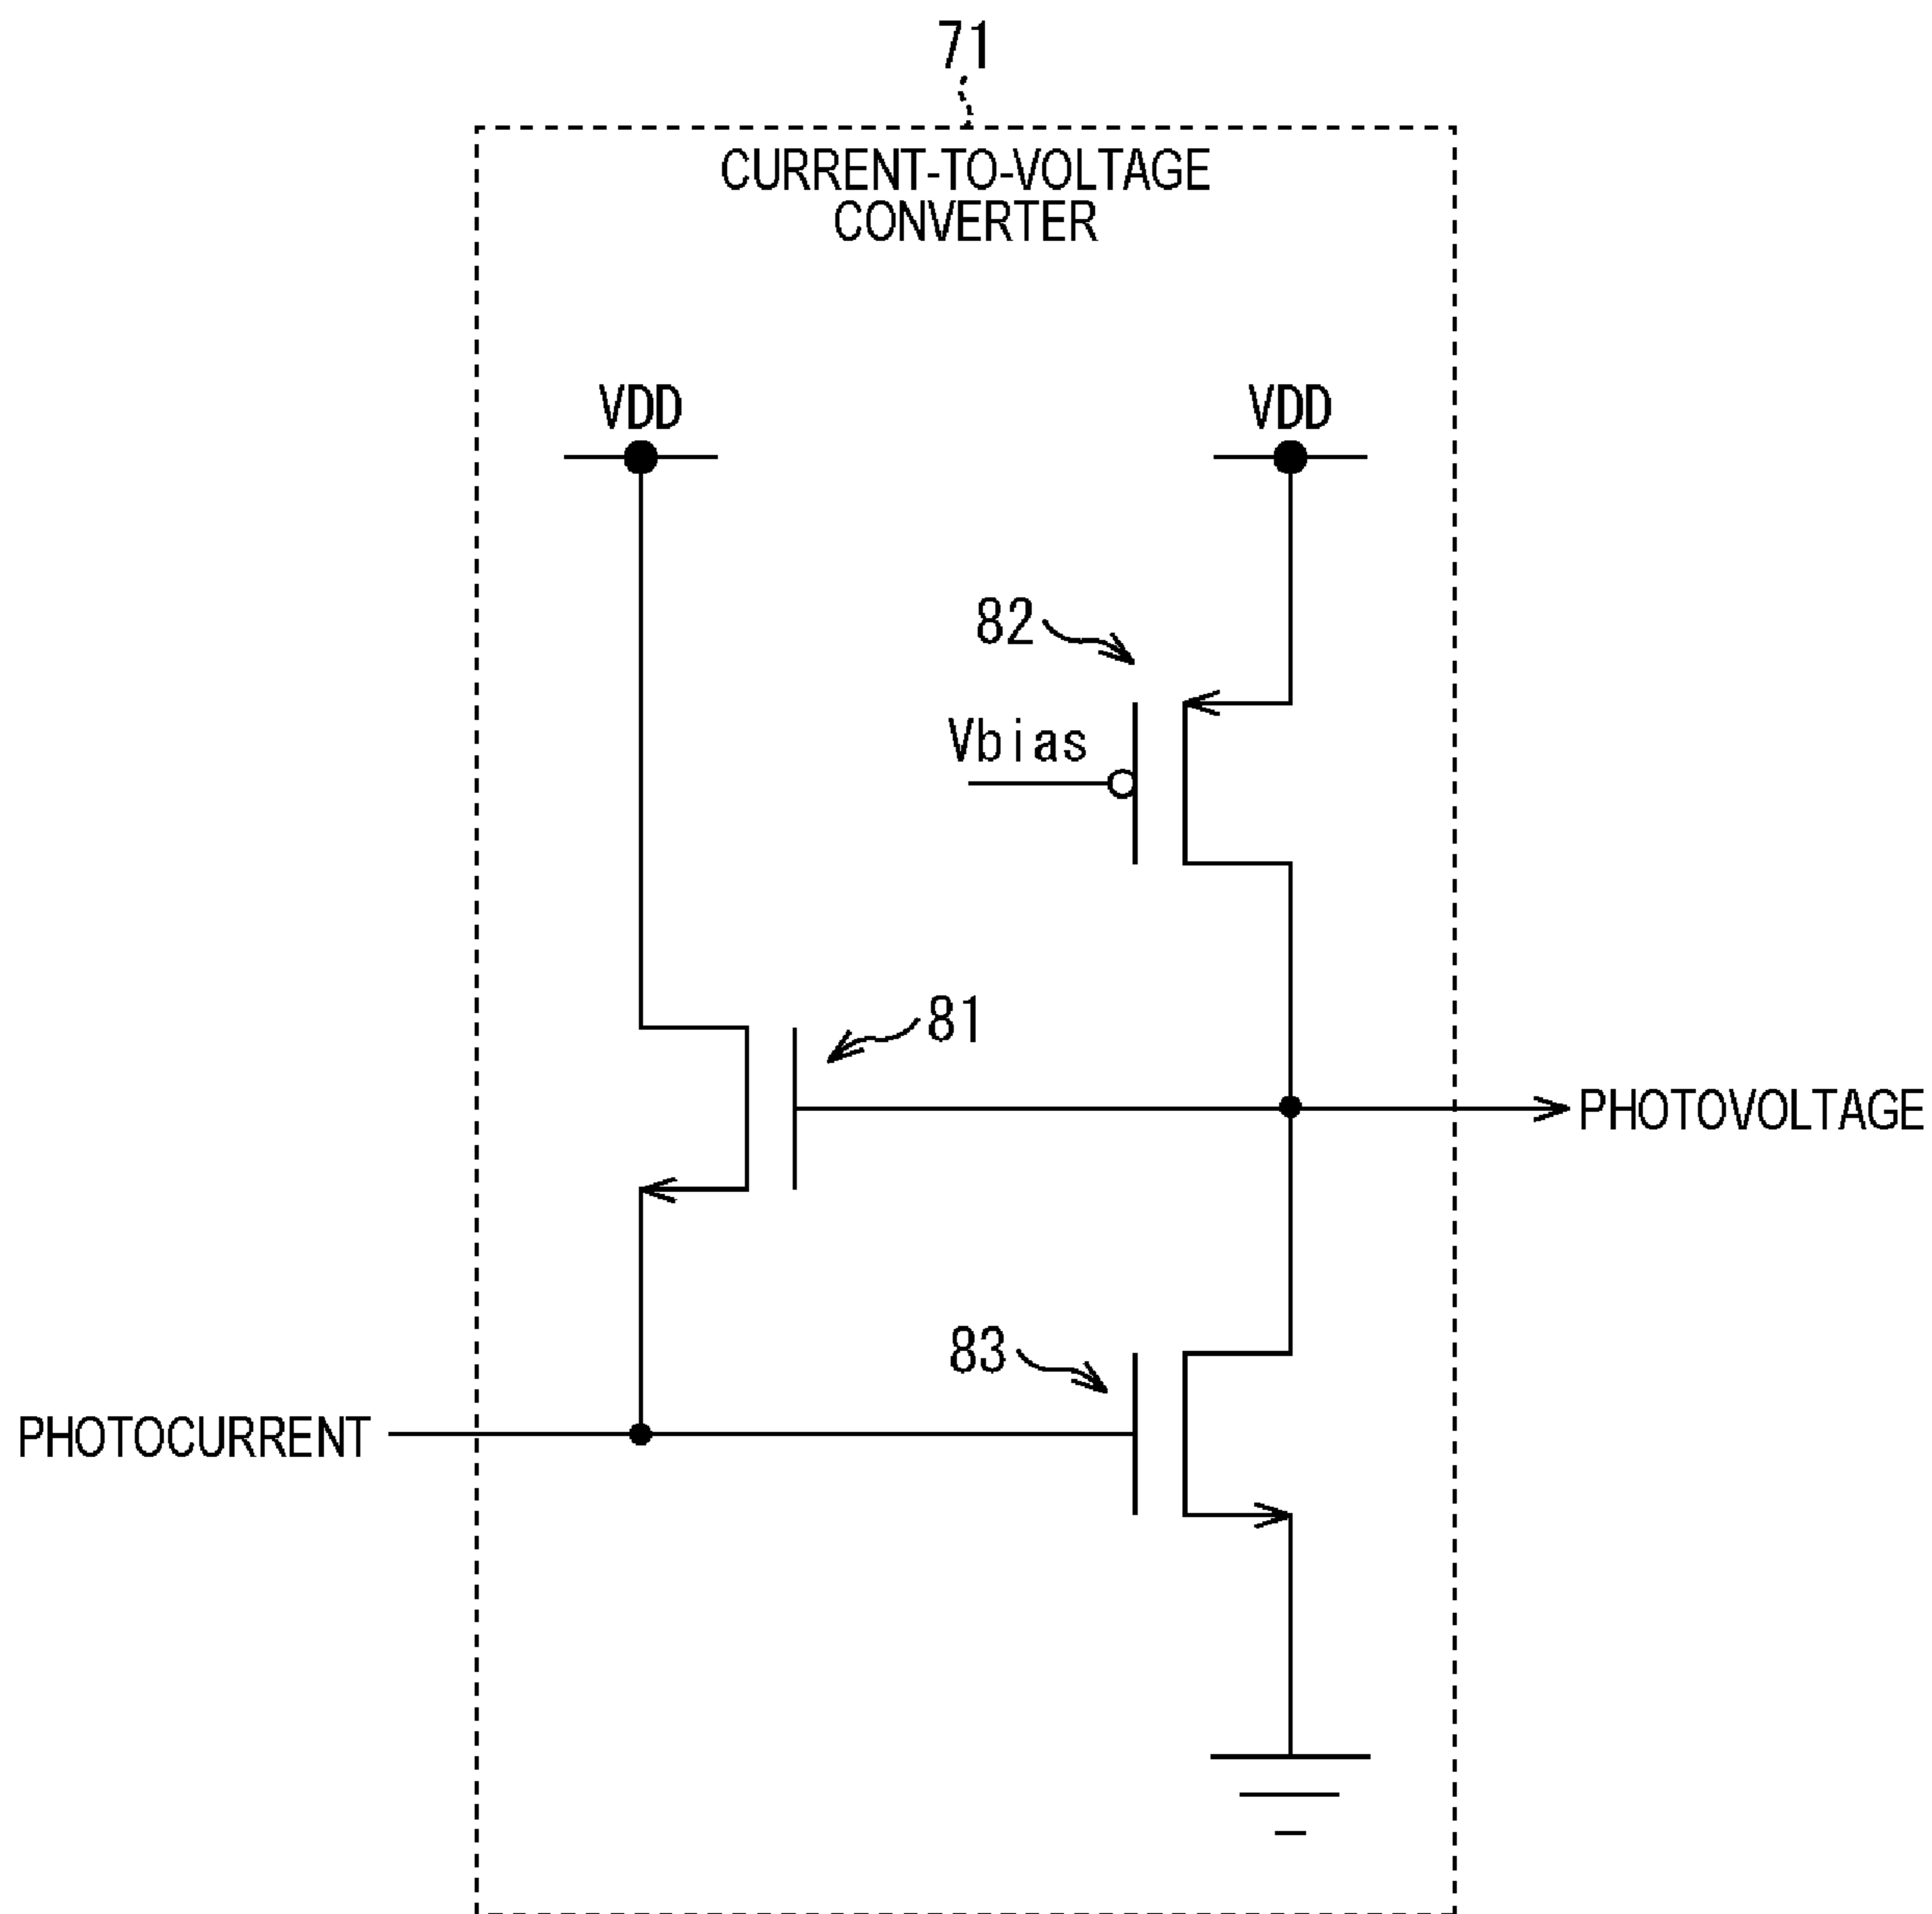 71
CURRENT-TO-VOLTAGE
CONVERTER
VDD
VDD
82
Vbias
81
PHOTOVOLTAGE
83
PHOTOCURRENT